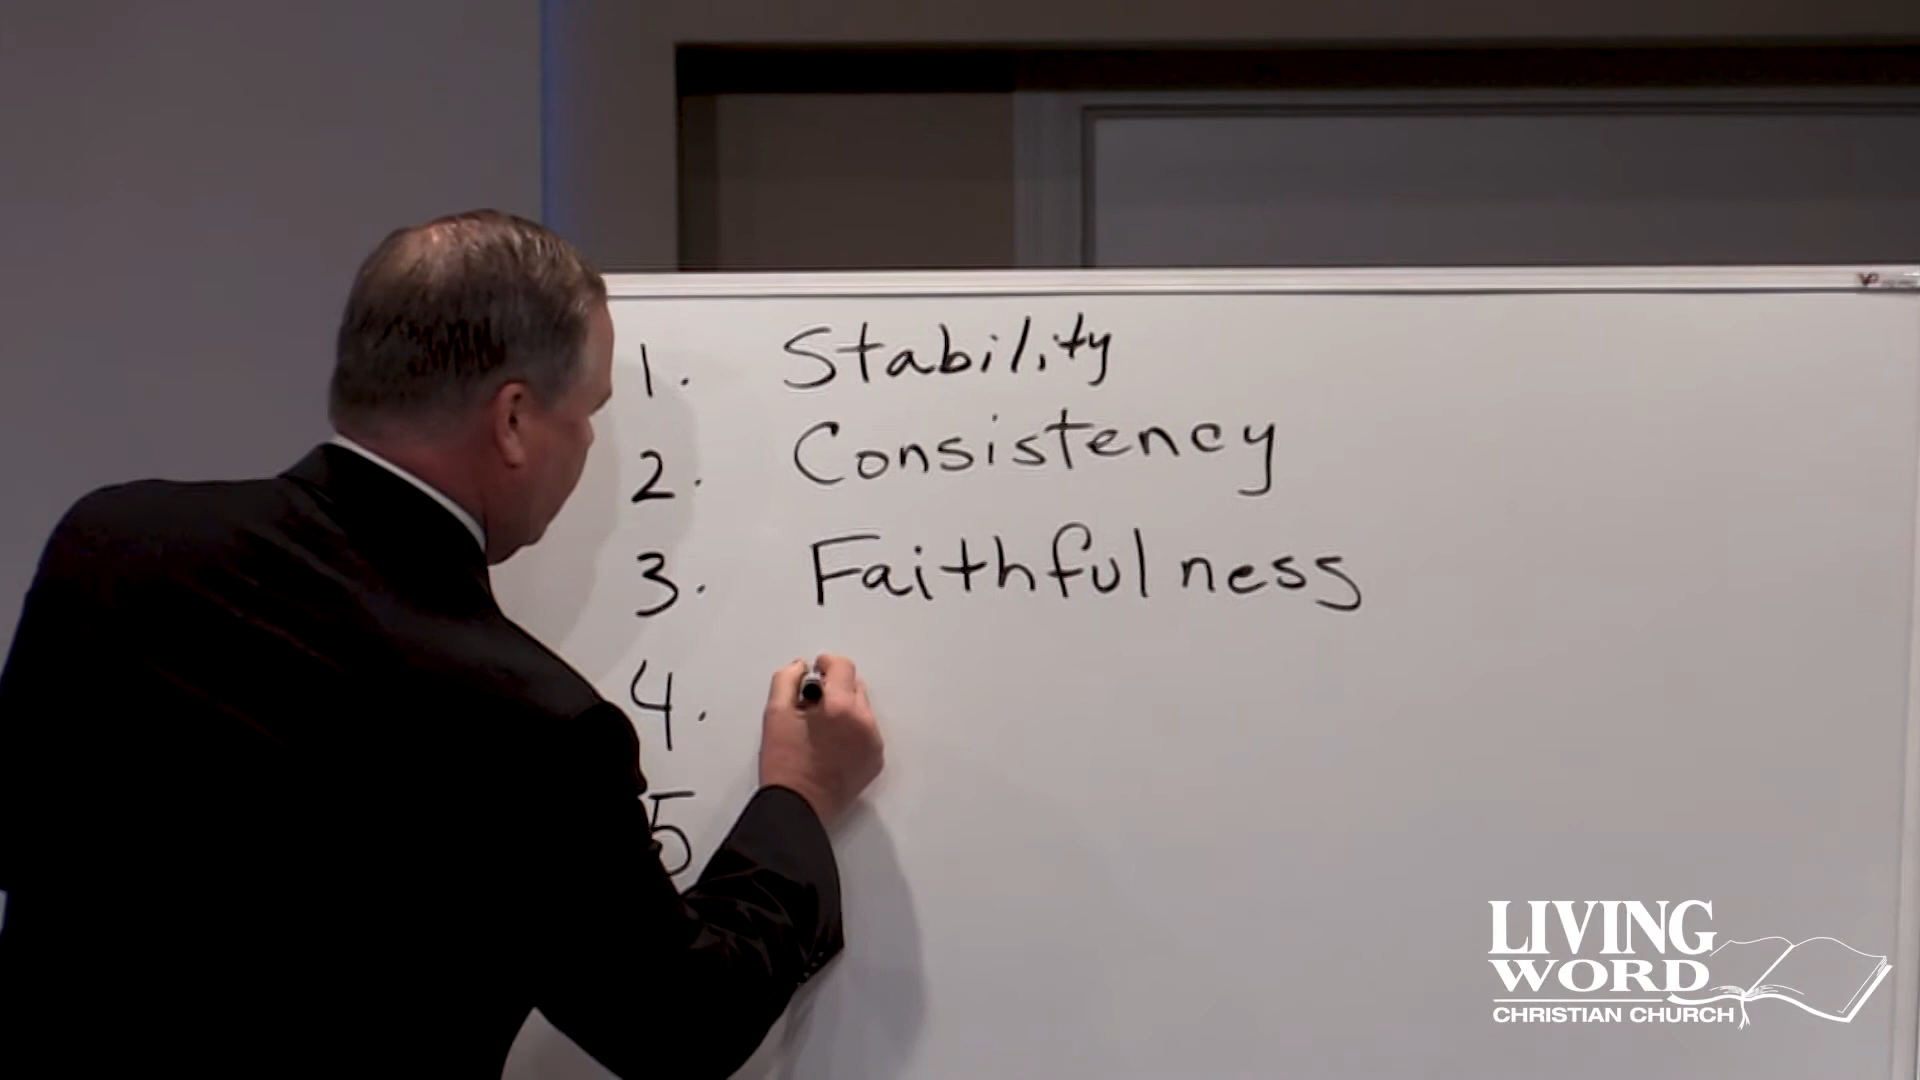 1. Stability
2. Consistency
3. Faithfulness
4.
5
LIVING
WORD
CHRISTIAN CHURCH